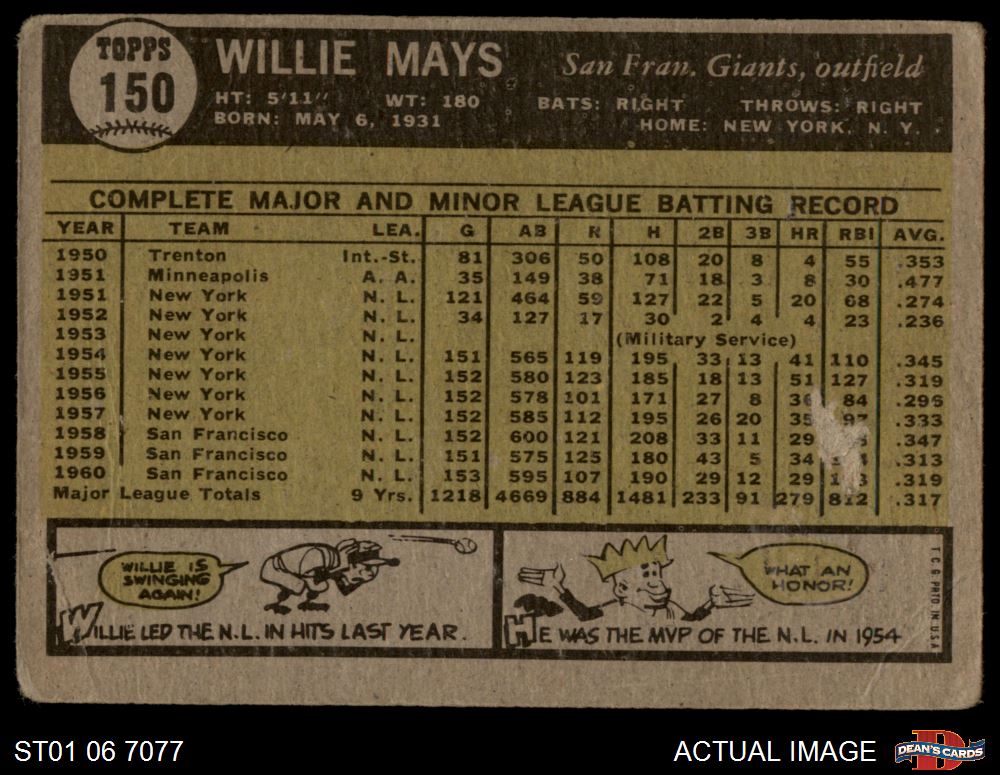 TOPPS
150
WILLIE MAYS
San Fran. Giants, outfield
HT: 5'11" WT: 180 BATS: RIGHT THROWS: RIGHT
BORN: MAY 6, 1931 HOME: NEW YORK, N. Y.
COMPLETE MAJOR AND MINOR LEAGUE BATTING RECORD
YEAR TEAM LEA. G AB R H 2B 3B HR RBI AVG.
1950 Trenton Int.-St. 81 306 50 108 20 8 4 55 .353
1951 Minneapolis A. A. 35 149 38 71 18 3 8 30 .477
1951 New York N. L. 121 464 59 127 22 5 20 68 .274
1952 New York N. L. 34 127 17 30 2 4 4 23 .236
1953 New York N. L. (Military Service)
1954 New York N. L. 151 565 119 195 33 13 41 110 .345
1955 New York N. L. 152 580 123 185 18 13 51 127 .319
1956 New York N. L. 152 578 101 171 27 8 36 84 .296
1957 New York N. L. 152 585 112 195 26 20 35 97 .333
1958 San Francisco N. L. 152 600 121 208 33 11 29 .347
1959 San Francisco N. L. 151 575 125 180 43 5 34 .313
1960 San Francisco N. L. 153 595 107 190 29 12 29 .319
Major League Totals 9 Yrs. 1218 4669 884 1481 233 91 279 812 .317
WILLIE IS
SWINGING
AGAIN!
WILLIE LED THE N.L. IN HITS LAST YEAR.
WHAT AN
HONOR!
HE WAS THE MVP OF THE N.L. IN 1954
T.C.G. PRTD. IN U.S.A.
ST01 06 7077
ACTUAL IMAGE
DEAN'S CARDS